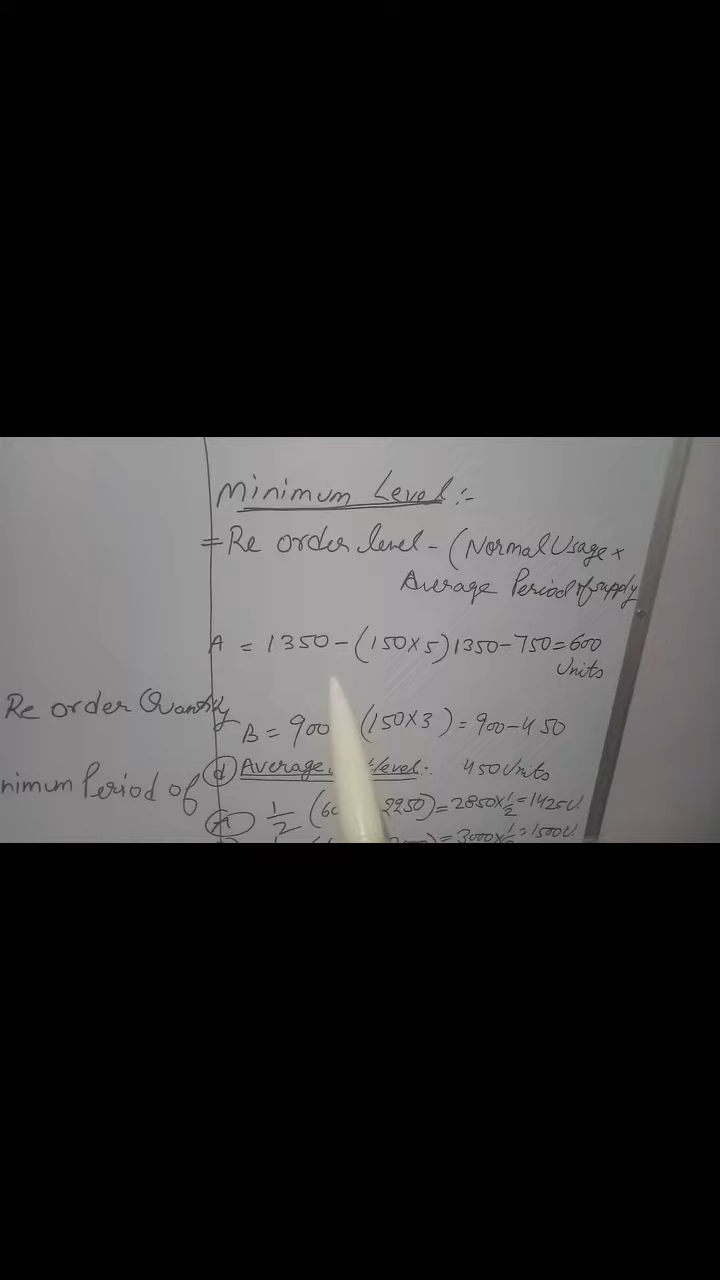 Minimum Level:-
= Re order level - (Normal Usage x
Average Period of supply
A = 1350 - (150 x 5) 1350 - 750 = 600
Units
Re order Quantity
B = 900 (150 x 3) = 900 - 450
450 Units
nimum Period of
(d) Average level:-
(A) 1/2 (60 2250) = 2850 x 1/2 = 1425 U.
= 3000 x 1/2 = 1500 U.